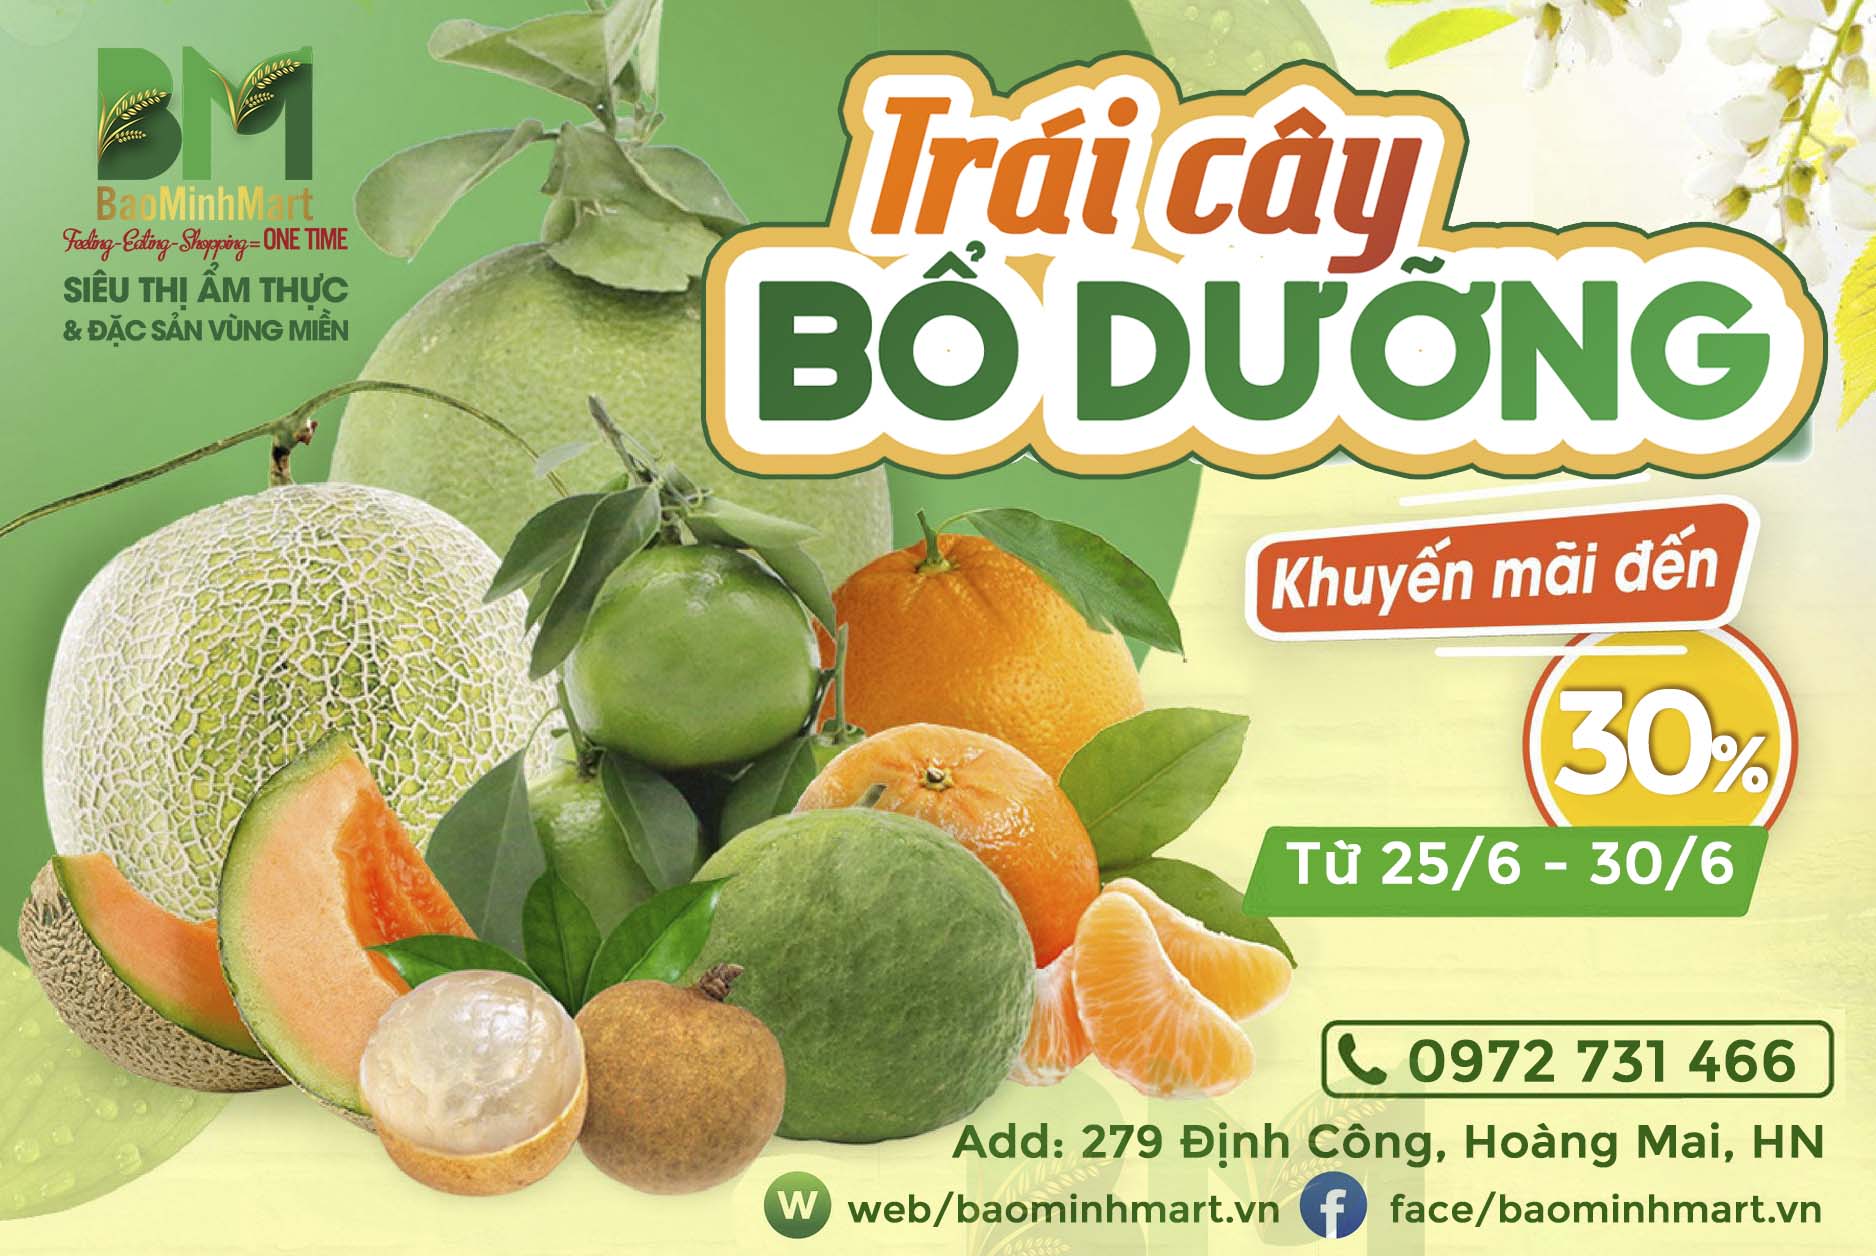 BM
BaoMinhMart
Feeling-Eating-Shopping= ONE TIME
SIÊU THỊ ẨM THỰC
& ĐẶC SẢN VÙNG MIỀN
Trái cây
BỔ DƯỠNG
Khuyến mãi đến
30%
Từ 25/6 - 30/6
0972 731 466
Add: 279 Định Công, Hoàng Mai, HN
W web/baominhmart.vn f face/baominhmart.vn
BM